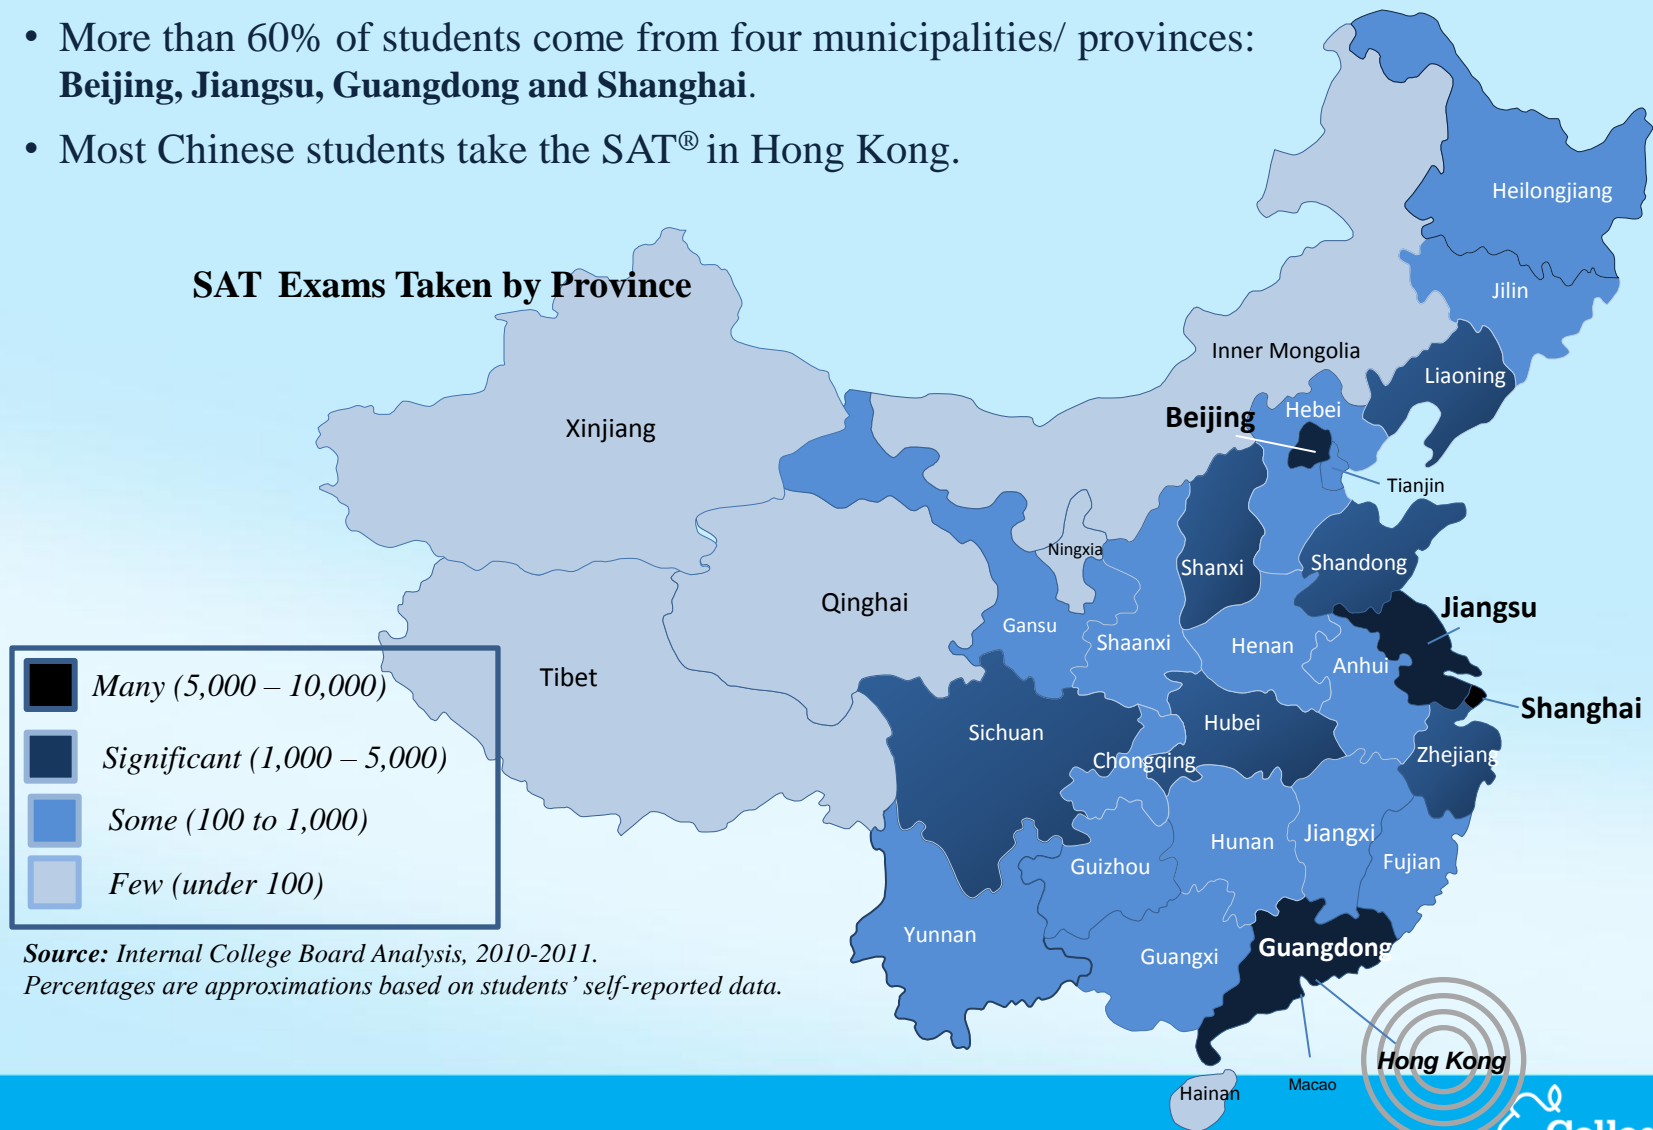 • More than 60% of students come from four municipalities/ provinces:
Beijing, Jiangsu, Guangdong and Shanghai.
• Most Chinese students take the SAT® in Hong Kong.
SAT Exams Taken by Province
Heilongjiang
Jilin
Inner Mongolia
Liaoning
Beijing
Hebei
Xinjiang
Tianjin
Ningxia
Shanxi
Shandong
Qinghai
Jiangsu
Gansu
Shaanxi
Henan
Anhui
Tibet
Shanghai
Sichuan
Hubei
Chongqing
Zhejiang
Hunan
Jiangxi
Guizhou
Fujian
Yunnan
Guangxi
Guangdong
Hong Kong
Macao
Hainan
Many (5,000 – 10,000)
Significant (1,000 – 5,000)
Some (100 to 1,000)
Few (under 100)
Source: Internal College Board Analysis, 2010-2011.
Percentages are approximations based on students’ self-reported data.